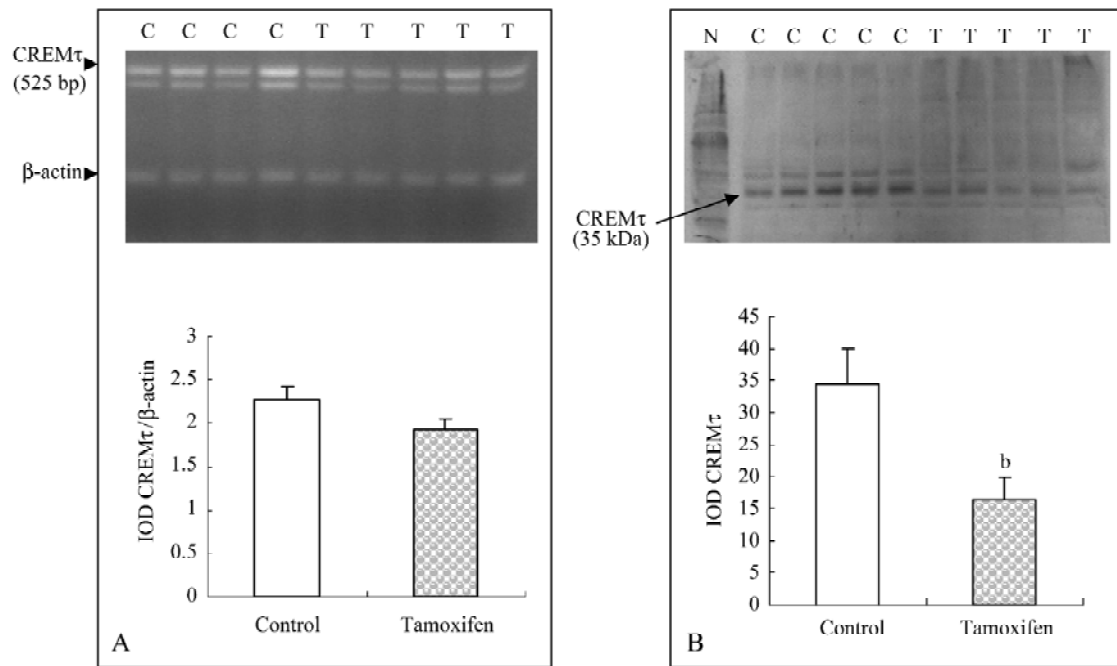 C C C C T T T T T
CREMτ
(525 bp)
β-actin
3
2.5
2
1.5
1
0.5
0
IOD CREMτ/β-actin
Control Tamoxifen
A
N C C C C C T T T T T
CREMτ
(35 kDa)
45
40
35
30
25
20
15
10
5
0
IOD CREMτ
b
Control Tamoxifen
B